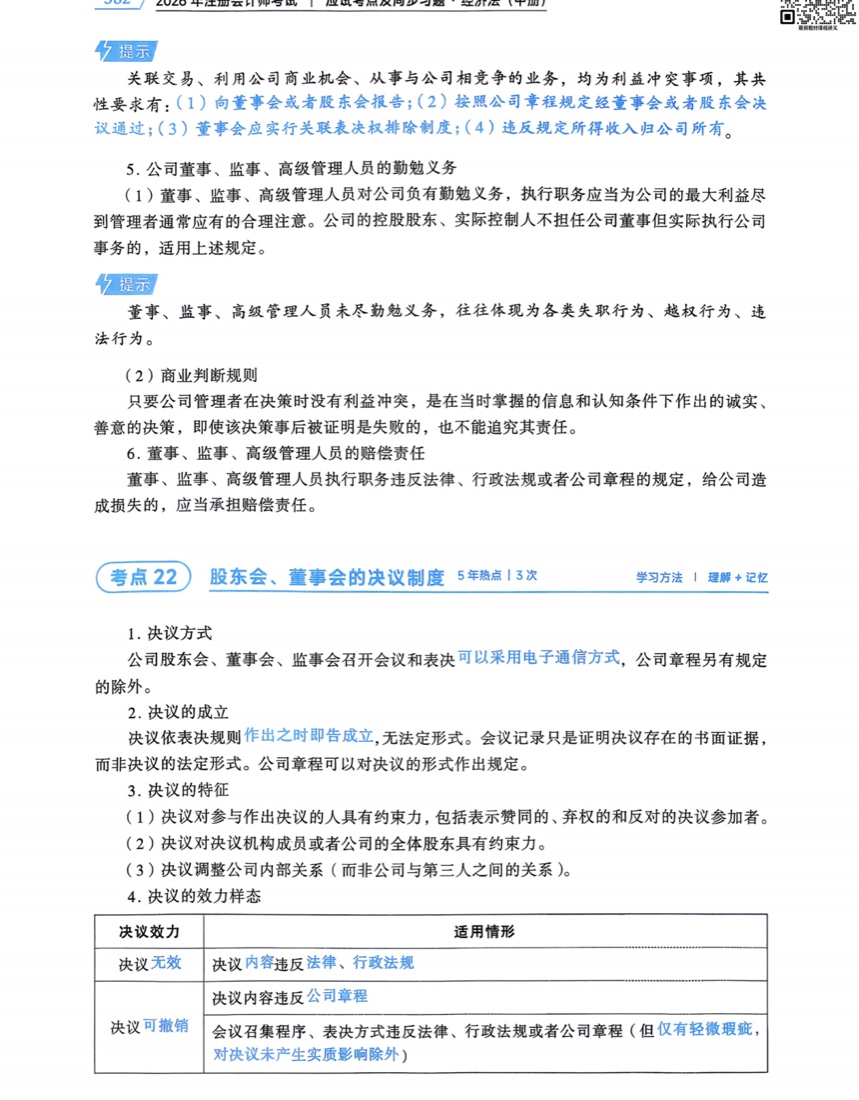 382 2026年注册会计师考试 | 应试考点及同步习题·经济法（下册）
提示
关联交易、利用公司商业机会、从事与公司相竞争的业务，均为利益冲突事项，其共
性要求有：（1）向董事会或者股东会报告；（2）按照公司章程规定经董事会或者股东会决
议通过；（3）董事会应实行关联表决权排除制度；（4）违反规定所得收入归公司所有。
5. 公司董事、监事、高级管理人员的勤勉义务
（1）董事、监事、高级管理人员对公司负有勤勉义务，执行职务应当为公司的最大利益尽
到管理者通常应有的合理注意。公司的控股股东、实际控制人不担任公司董事但实际执行公司
事务的，适用上述规定。
提示
董事、监事、高级管理人员未尽勤勉义务，往往体现为各类失职行为、越权行为、违
法行为。
（2）商业判断规则
只要公司管理者在决策时没有利益冲突，是在当时掌握的信息和认知条件下作出的诚实、
善意的决策，即使该决策事后被证明是失败的，也不能追究其责任。
6. 董事、监事、高级管理人员的赔偿责任
董事、监事、高级管理人员执行职务违反法律、行政法规或者公司章程的规定，给公司造
成损失的，应当承担赔偿责任。
考点 22 股东会、董事会的决议制度 5年热点 | 3次 学习方法 | 理解+记忆
1. 决议方式
公司股东会、董事会、监事会召开会议和表决可以采用电子通信方式，公司章程另有规定
的除外。
2. 决议的成立
决议依表决规则作出之时即告成立，无法定形式。会议记录只是证明决议存在的书面证据，
而非决议的法定形式。公司章程可以对决议的形式作出规定。
3. 决议的特征
（1）决议对参与作出决议的人具有约束力，包括表示赞同的、弃权的和反对的决议参加者。
（2）决议对决议机构成员或者公司的全体股东具有约束力。
（3）决议调整公司内部关系（而非公司与第三人之间的关系）。
4. 决议的效力样态
决议效力 适用情形
决议无效 决议内容违反法律、行政法规
决议可撤销 决议内容违反公司章程
会议召集程序、表决方式违反法律、行政法规或者公司章程（但仅有轻微瑕疵，
对决议未产生实质影响除外）